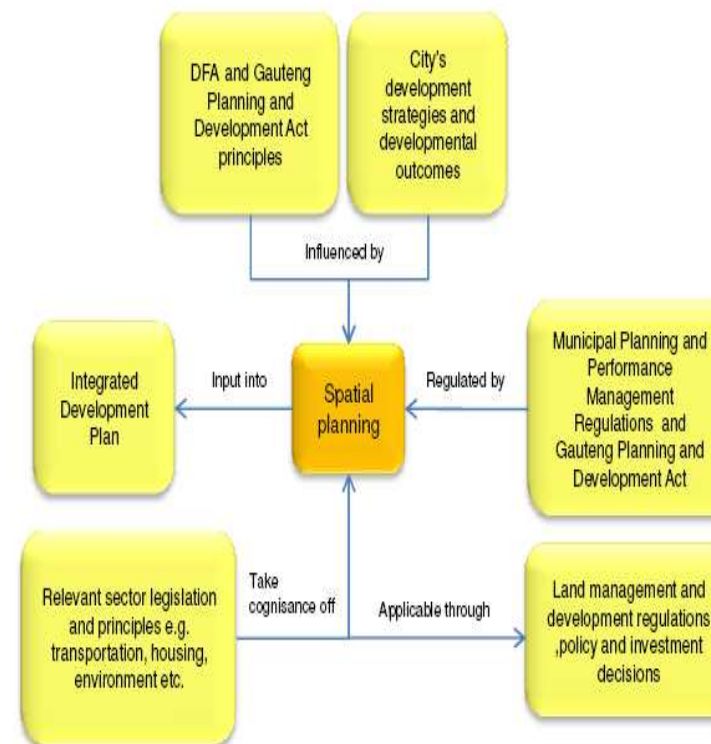 DFA and Gauteng
Planning and
Development Act
principles
City's
development
strategies and
developmental
outcomes
Influenced by
Integrated
Development
Plan
Input into
Spatial
planning
Regulated by
Municipal Planning and
Performance
Management
Regulations and
Gauteng Planning and
Development Act
Relevant sector legislation
and principles e.g.
transportation, housing,
environment etc.
Take
cognisance off
Applicable through
Land management and
development regulations
,policy and investment
decisions